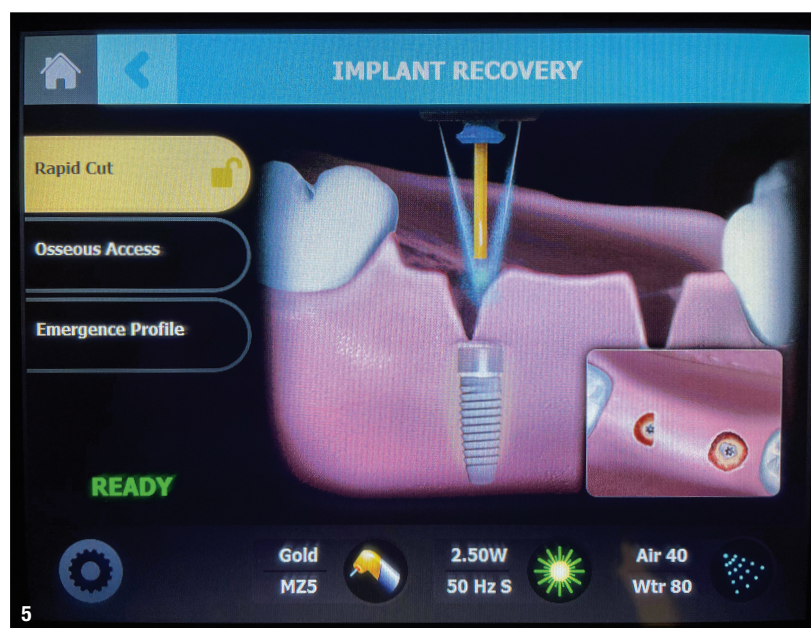 IMPLANT RECOVERY
Rapid Cut
Osseous Access
Emergence Profile
READY
Gold
MZ5
2.50W
50 Hz S
Air 40
Wtr 80
5